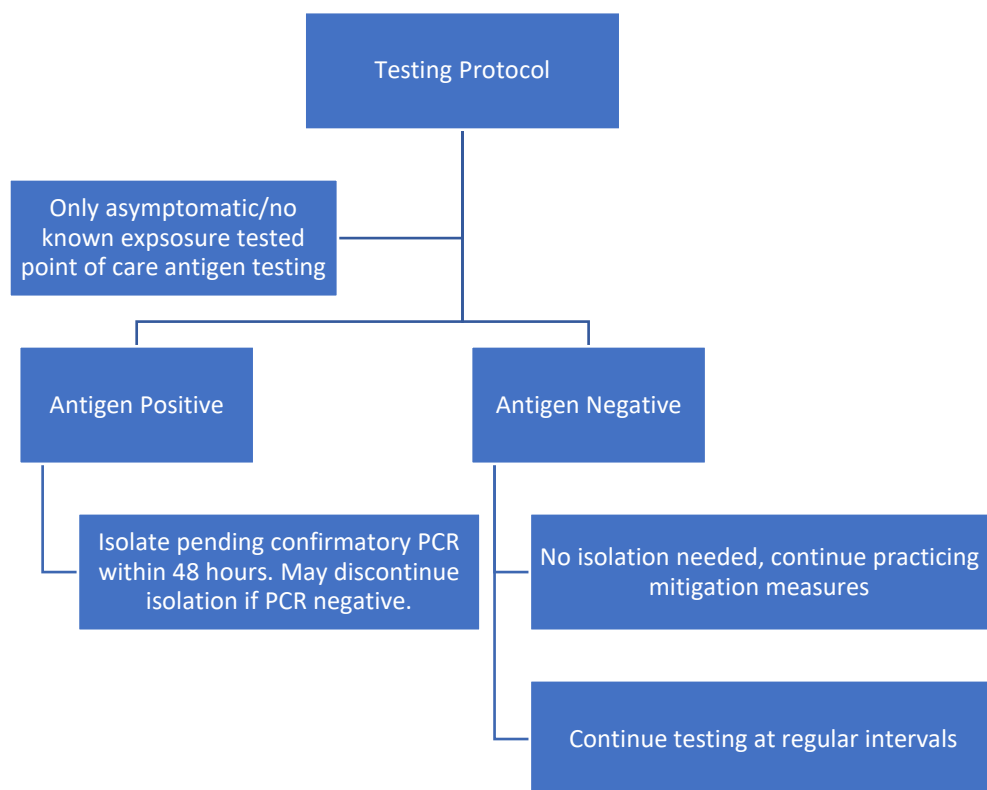 Testing Protocol
Only asymptomatic/no
known expsosure tested
point of care antigen testing
Antigen Positive
Antigen Negative
Isolate pending confirmatory PCR
within 48 hours. May discontinue
isolation if PCR negative.
No isolation needed, continue practicing
mitigation measures
Continue testing at regular intervals